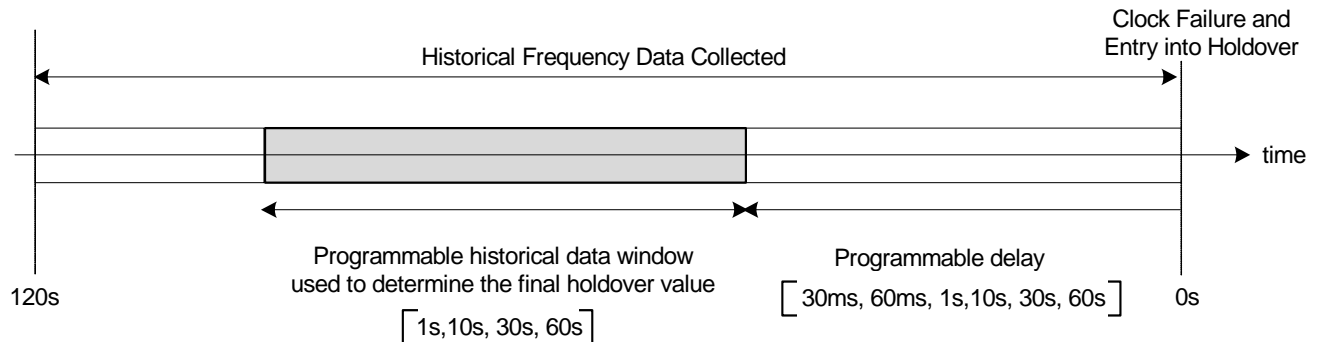 Clock Failure and
Entry into Holdover
Historical Frequency Data Collected
time
Programmable historical data window
used to determine the final holdover value
Programmable delay
120s
30ms, 60ms, 1s,10s, 30s, 60s
0s
1s,10s, 30s, 60s